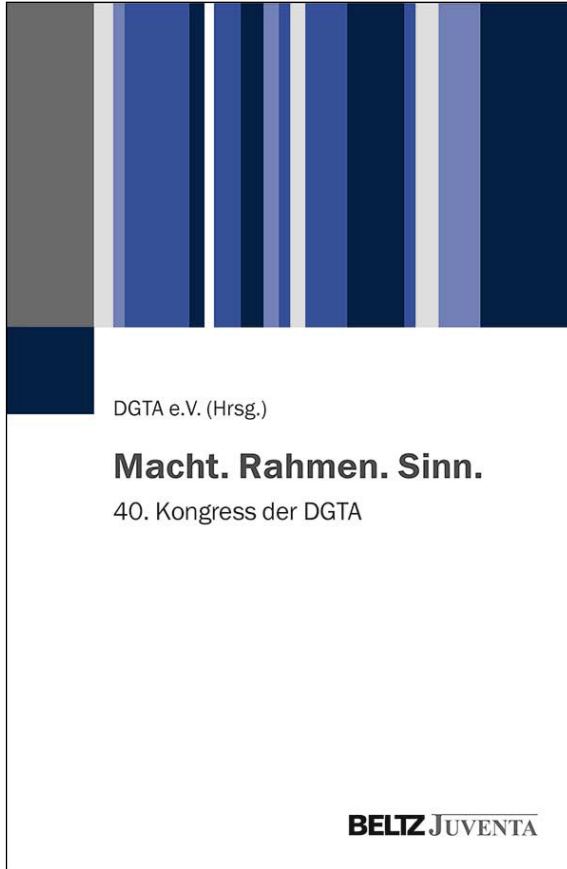 DGTA e.V. (Hrsg.)
Macht. Rahmen. Sinn.
40. Kongress der DGTA
BELTZ JUVENTA